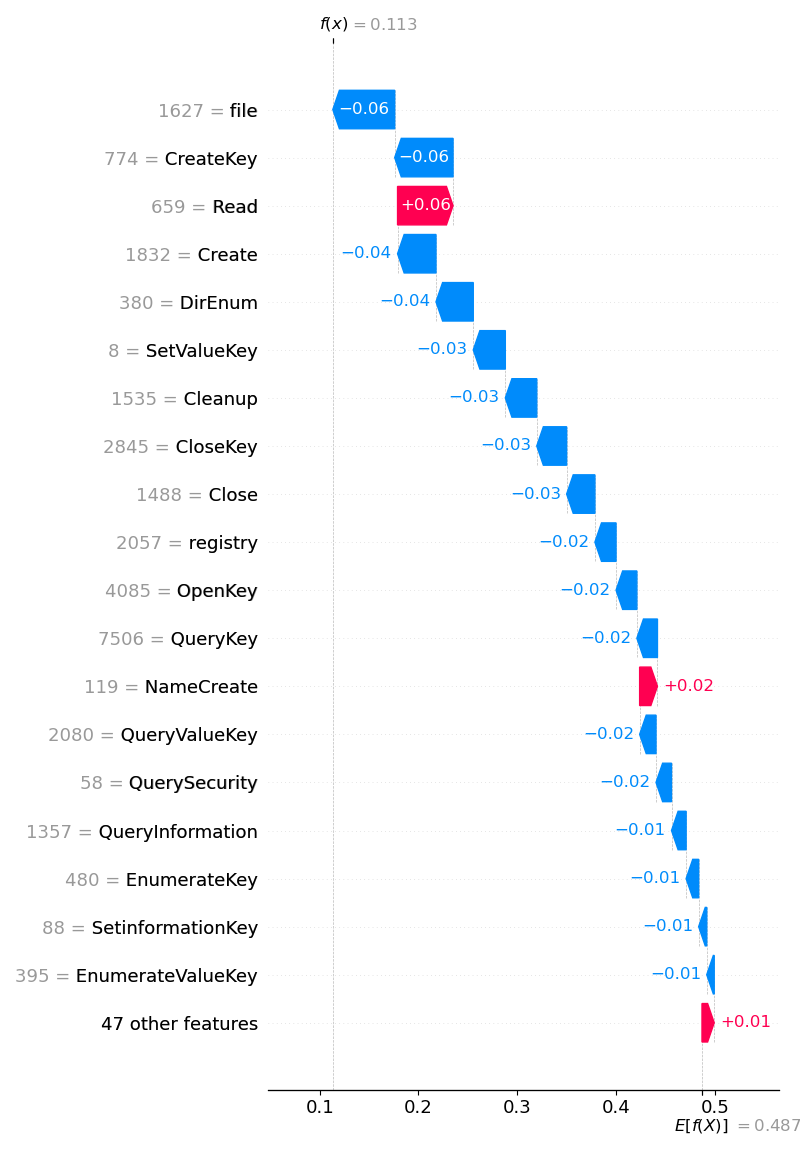 f(x) = 0.113
1627 = file −0.06
774 = CreateKey −0.06
659 = Read +0.06
1832 = Create −0.04
380 = DirEnum −0.04
8 = SetValueKey −0.03
1535 = Cleanup −0.03
2845 = CloseKey −0.03
1488 = Close −0.03
2057 = registry −0.02
4085 = OpenKey −0.02
7506 = QueryKey −0.02
119 = NameCreate +0.02
2080 = QueryValueKey −0.02
58 = QuerySecurity −0.02
1357 = QueryInformation −0.01
480 = EnumerateKey −0.01
88 = SetinformationKey −0.01
395 = EnumerateValueKey −0.01
47 other features +0.01
0.1 0.2 0.3 0.4 0.5
E[f(X)] = 0.487